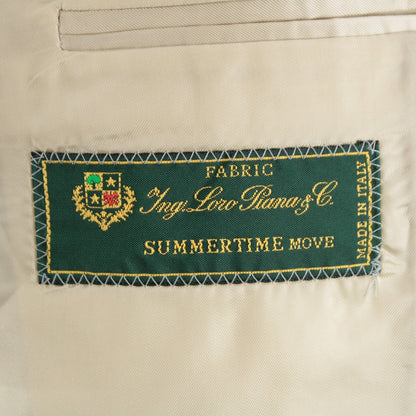 FABRIC
Ing. Loro Piana & C.
SUMMERTIME MOVE
MADE IN ITALY